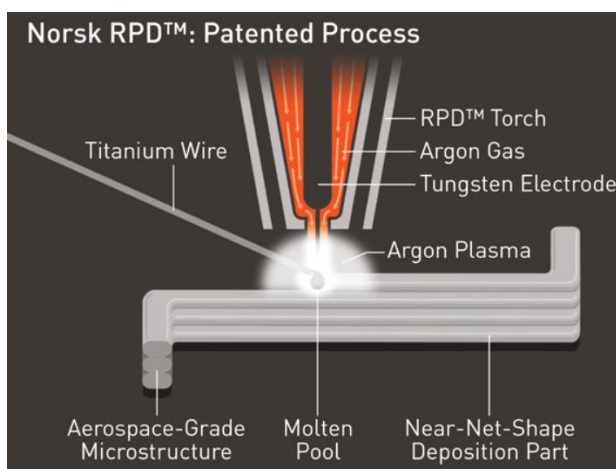 Norsk RPD™: Patented Process
RPD™ Torch
Titanium Wire
Argon Gas
Tungsten Electrode
Argon Plasma
Aerospace-Grade
Microstructure
Molten
Pool
Near-Net-Shape
Deposition Part